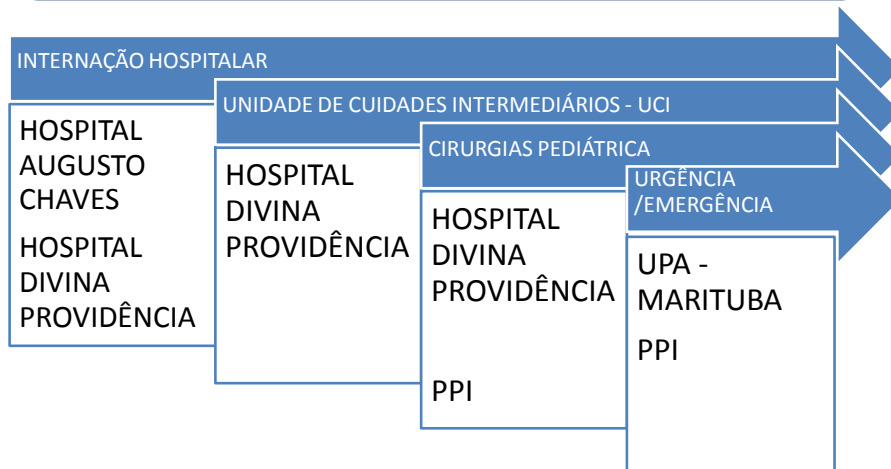 INTERNAÇÃO HOSPITALAR
HOSPITAL
AUGUSTO
CHAVES
HOSPITAL
DIVINA
PROVIDÊNCIA
UNIDADE DE CUIDADES INTERMEDIÁRIOS - UCI
HOSPITAL
DIVINA
PROVIDÊNCIA
CIRURGIAS PEDIÁTRICA
HOSPITAL
DIVINA
PROVIDÊNCIA
PPI
URGÊNCIA
/EMERGÊNCIA
UPA -
MARITUBA
PPI